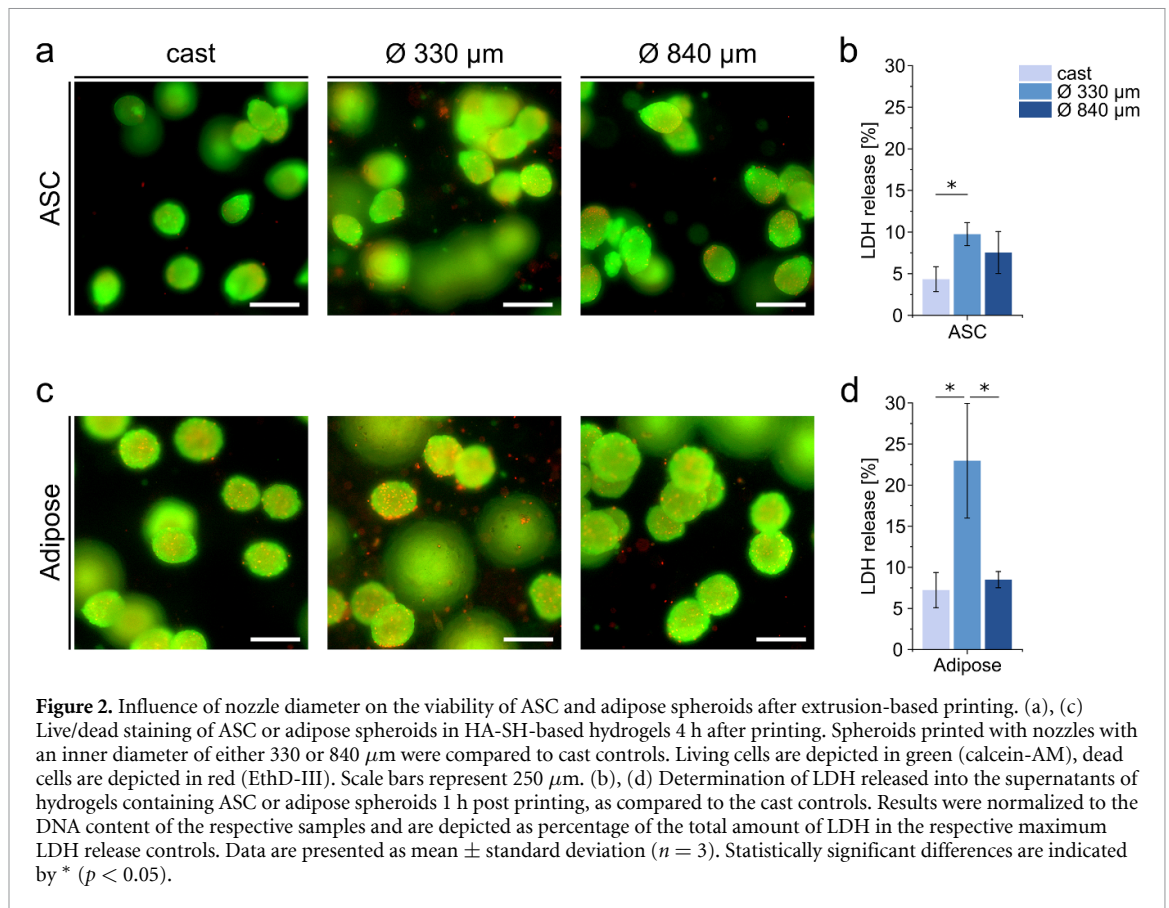 a
cast
Ø 330 µm
Ø 840 µm
ASC
b
30
25
20
15
10
5
0
LDH release [%]
*
ASC
cast
Ø 330 µm
Ø 840 µm
c
Adipose
d
30
25
20
15
10
5
0
LDH release [%]
* *
Adipose
Figure 2. Influence of nozzle diameter on the viability of ASC and adipose spheroids after extrusion-based printing. (a), (c)
Live/dead staining of ASC or adipose spheroids in HA-SH-based hydrogels 4 h after printing. Spheroids printed with nozzles with
an inner diameter of either 330 or 840 µm were compared to cast controls. Living cells are depicted in green (calcein-AM), dead
cells are depicted in red (EthD-III). Scale bars represent 250 µm. (b), (d) Determination of LDH released into the supernatants of
hydrogels containing ASC or adipose spheroids 1 h post printing, as compared to the cast controls. Results were normalized to the
DNA content of the respective samples and are depicted as percentage of the total amount of LDH in the respective maximum
LDH release controls. Data are presented as mean ± standard deviation (n = 3). Statistically significant differences are indicated
by * (p < 0.05).